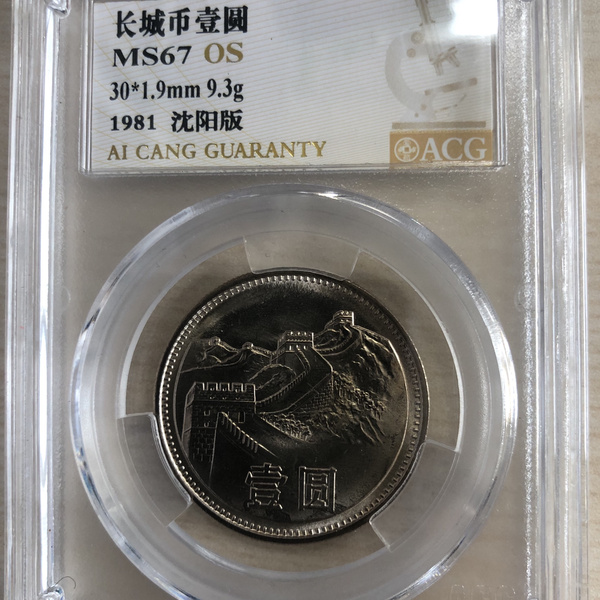 长城币壹圆
MS67 OS
30*1.9mm 9.3g
1981 沈阳版
AI CANG GUARANTY
ACG
壹圆